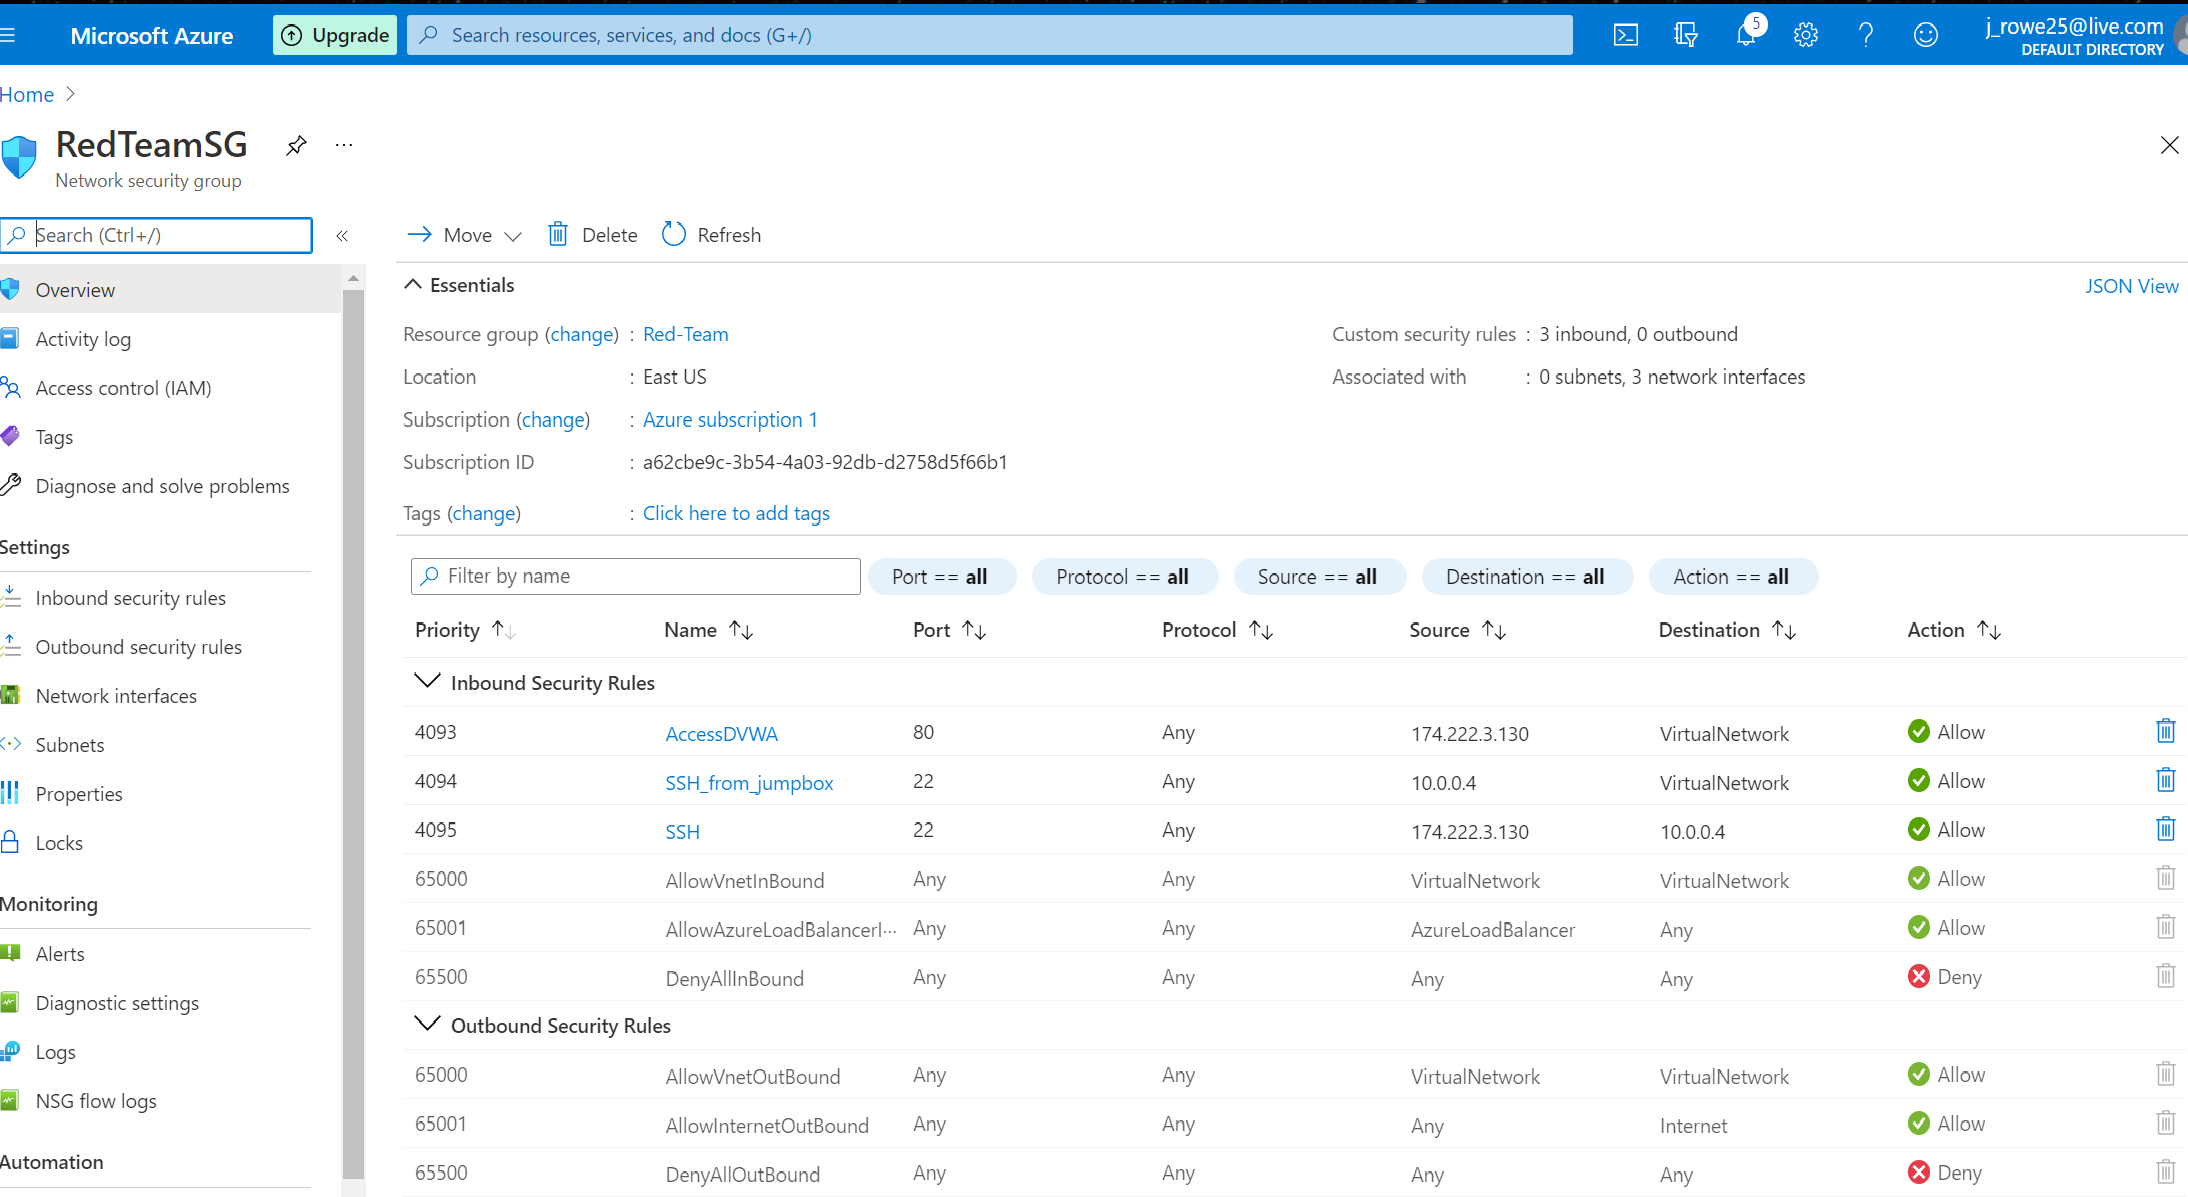 Microsoft Azure
Upgrade
Search resources, services, and docs (G+/)
5
j_rowe25@live.com
DEFAULT DIRECTORY
Home
RedTeamSG
Network security group
Search (Ctrl+/)
«
Move
Delete
Refresh
Essentials
JSON View
Resource group (change) : Red-Team
Custom security rules : 3 inbound, 0 outbound
Location : East US
Associated with : 0 subnets, 3 network interfaces
Subscription (change) : Azure subscription 1
Subscription ID : a62cbe9c-3b54-4a03-92db-d2758d5f66b1
Tags (change) : Click here to add tags
Overview
Activity log
Access control (IAM)
Tags
Diagnose and solve problems
Settings
Inbound security rules
Outbound security rules
Network interfaces
Subnets
Properties
Locks
Monitoring
Alerts
Diagnostic settings
Logs
NSG flow logs
Automation
Filter by name
Port == all
Protocol == all
Source == all
Destination == all
Action == all
Priority Name Port Protocol Source Destination Action
Inbound Security Rules
4093 AccessDVWA 80 Any 174.222.3.130 VirtualNetwork Allow
4094 SSH_from_jumpbox 22 Any 10.0.0.4 VirtualNetwork Allow
4095 SSH 22 Any 174.222.3.130 10.0.0.4 Allow
65000 AllowVnetInBound Any Any VirtualNetwork VirtualNetwork Allow
65001 AllowAzureLoadBalancerI... Any Any AzureLoadBalancer Any Allow
65500 DenyAllInBound Any Any Any Any Deny
Outbound Security Rules
65000 AllowVnetOutBound Any Any VirtualNetwork VirtualNetwork Allow
65001 AllowInternetOutBound Any Any Any Internet Allow
65500 DenyAllOutBound Any Any Any Any Deny